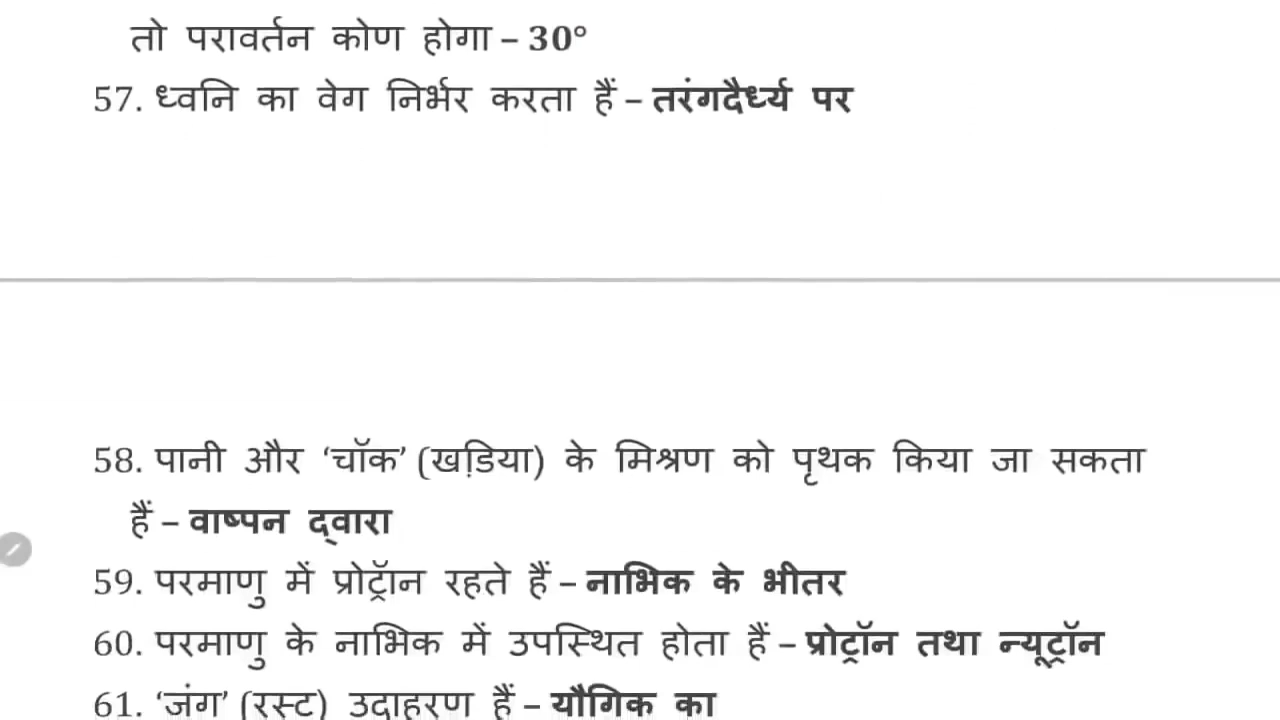 तो परावर्तन कोण होगा – 30°
57. ध्वनि का वेग निर्भर करता हैं – तरंगदैर्ध्य पर
58. पानी और ‘चॉक’ (खड़िया) के मिश्रण को पृथक किया जा सकता
हैं – वाष्पन द्वारा
59. परमाणु में प्रोट्रॉन रहते हैं – नाभिक के भीतर
60. परमाणु के नाभिक में उपस्थित होता हैं – प्रोट्रॉन तथा न्यूट्रॉन
61. ‘जंग’ (रस्ट) उदाहरण हैं – यौगिक का